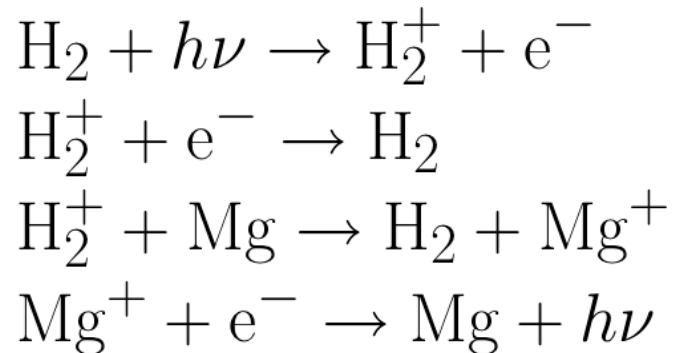 H₂ + hν → H₂⁺ + e⁻
H₂⁺ + e⁻ → H₂
H₂⁺ + Mg → H₂ + Mg⁺
Mg⁺ + e⁻ → Mg + hν